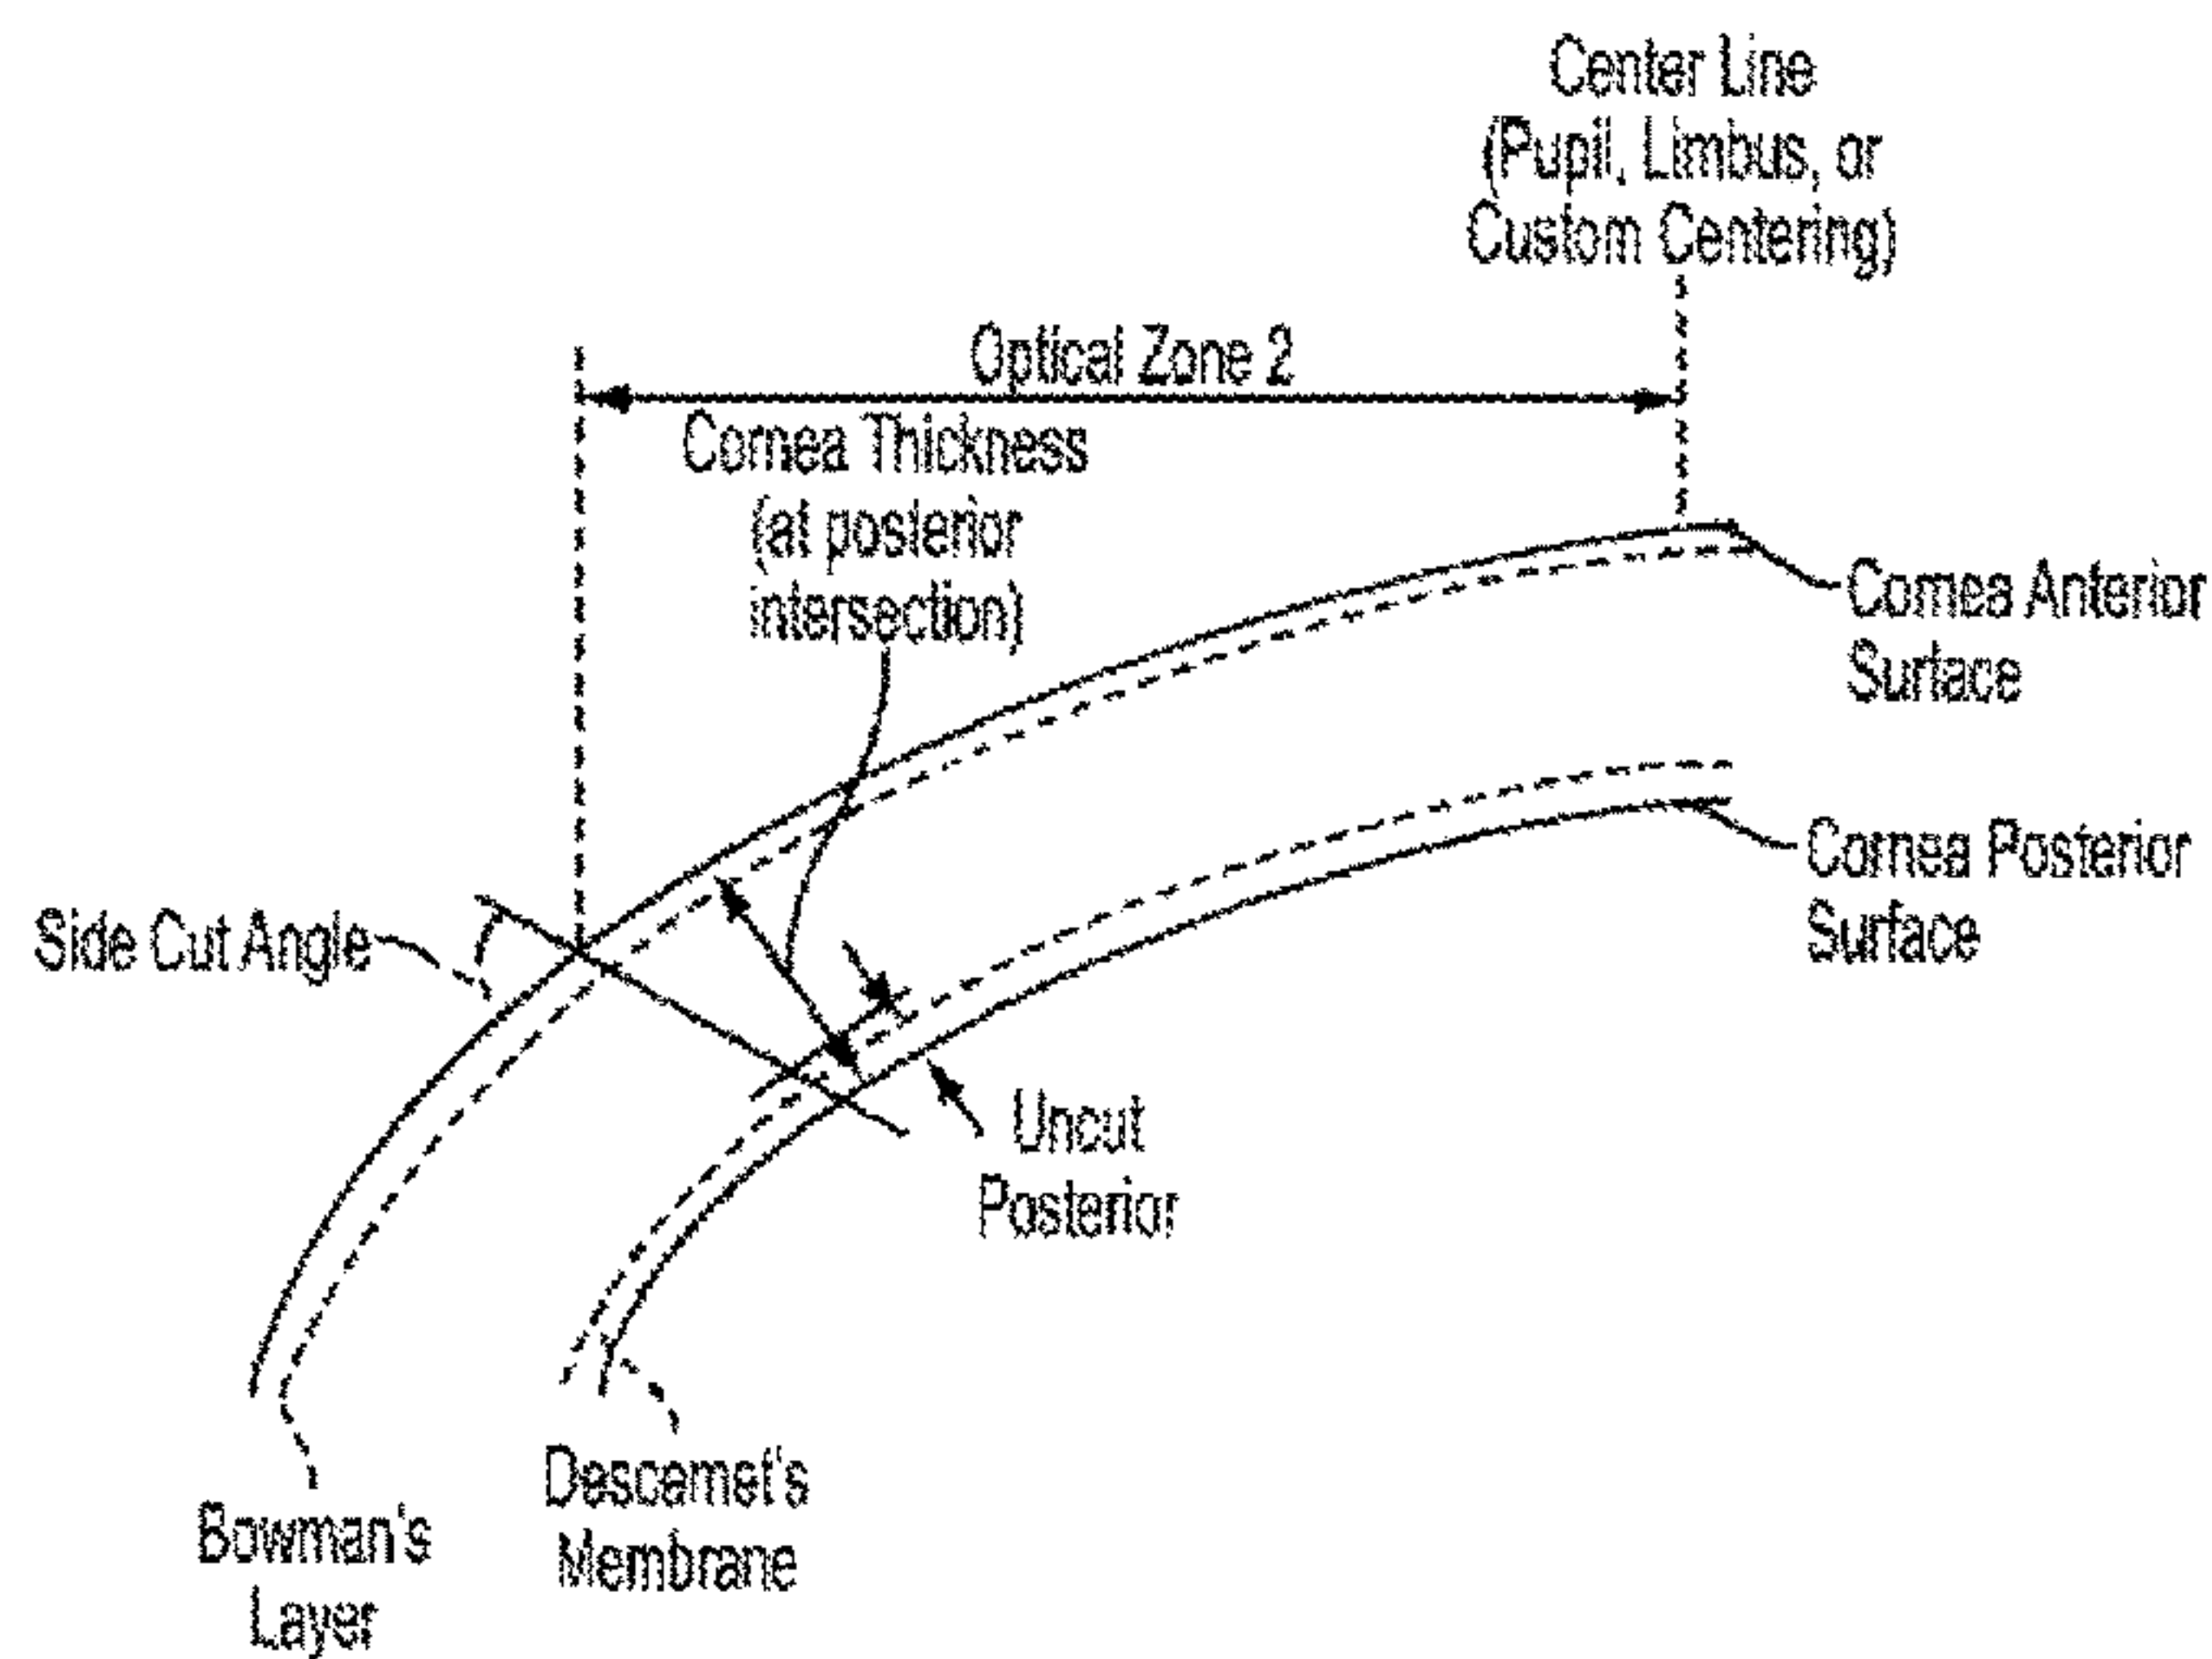 Center Line
(Pupil, Limbus, or
Custom Centering)
Optical Zone 2
Cornea Thickness
(at posterior
intersection)
Cornea Anterior
Surface
Cornea Posterior
Surface
Side Cut Angle
Uncut
Posterior
Descemet's
Membrane
Bowman's
Layer